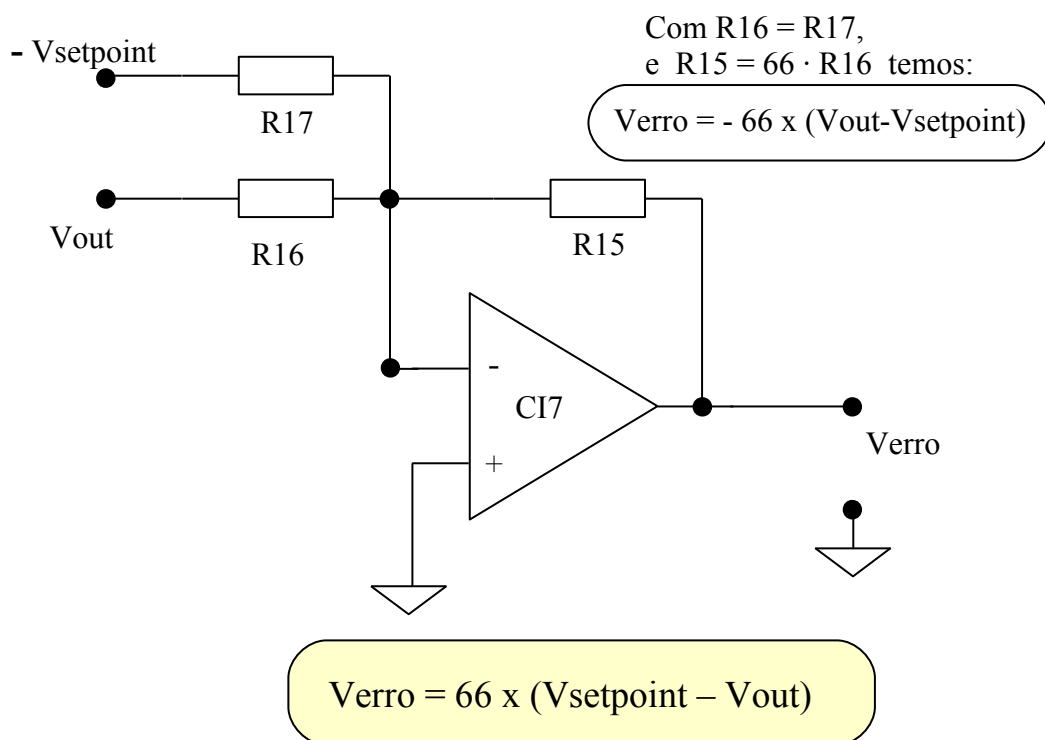 - Vsetpoint
Com R16 = R17,
e R15 = 66 · R16 temos:
Verro = - 66 x (Vout-Vsetpoint)
R17
Vout
R16
R15
-
CI7
+
Verro
Verro = 66 x (Vsetpoint – Vout)